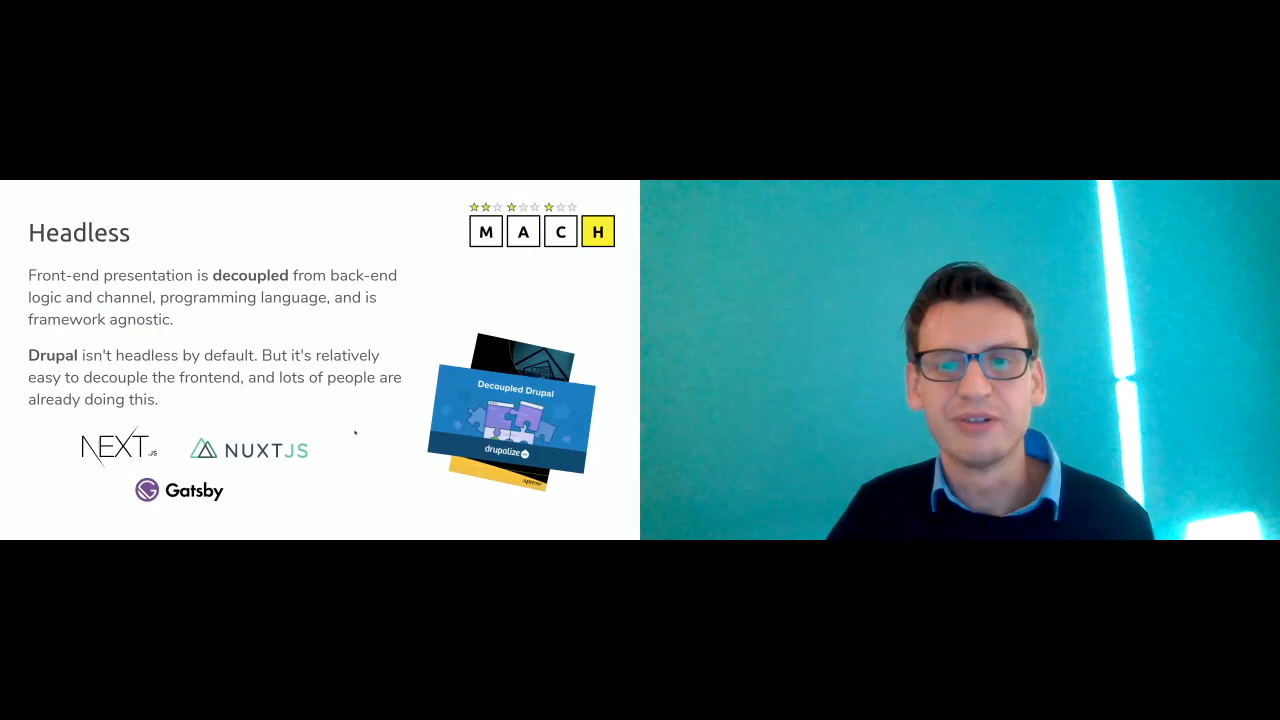 Headless
M A C H
Front-end presentation is decoupled from back-end
logic and channel, programming language, and is
framework agnostic.
Drupal isn't headless by default. But it's relatively
easy to decouple the frontend, and lots of people are
already doing this.
NEXT.JS
NUXTJS
Gatsby
Decoupled Drupal
drupalize
apress